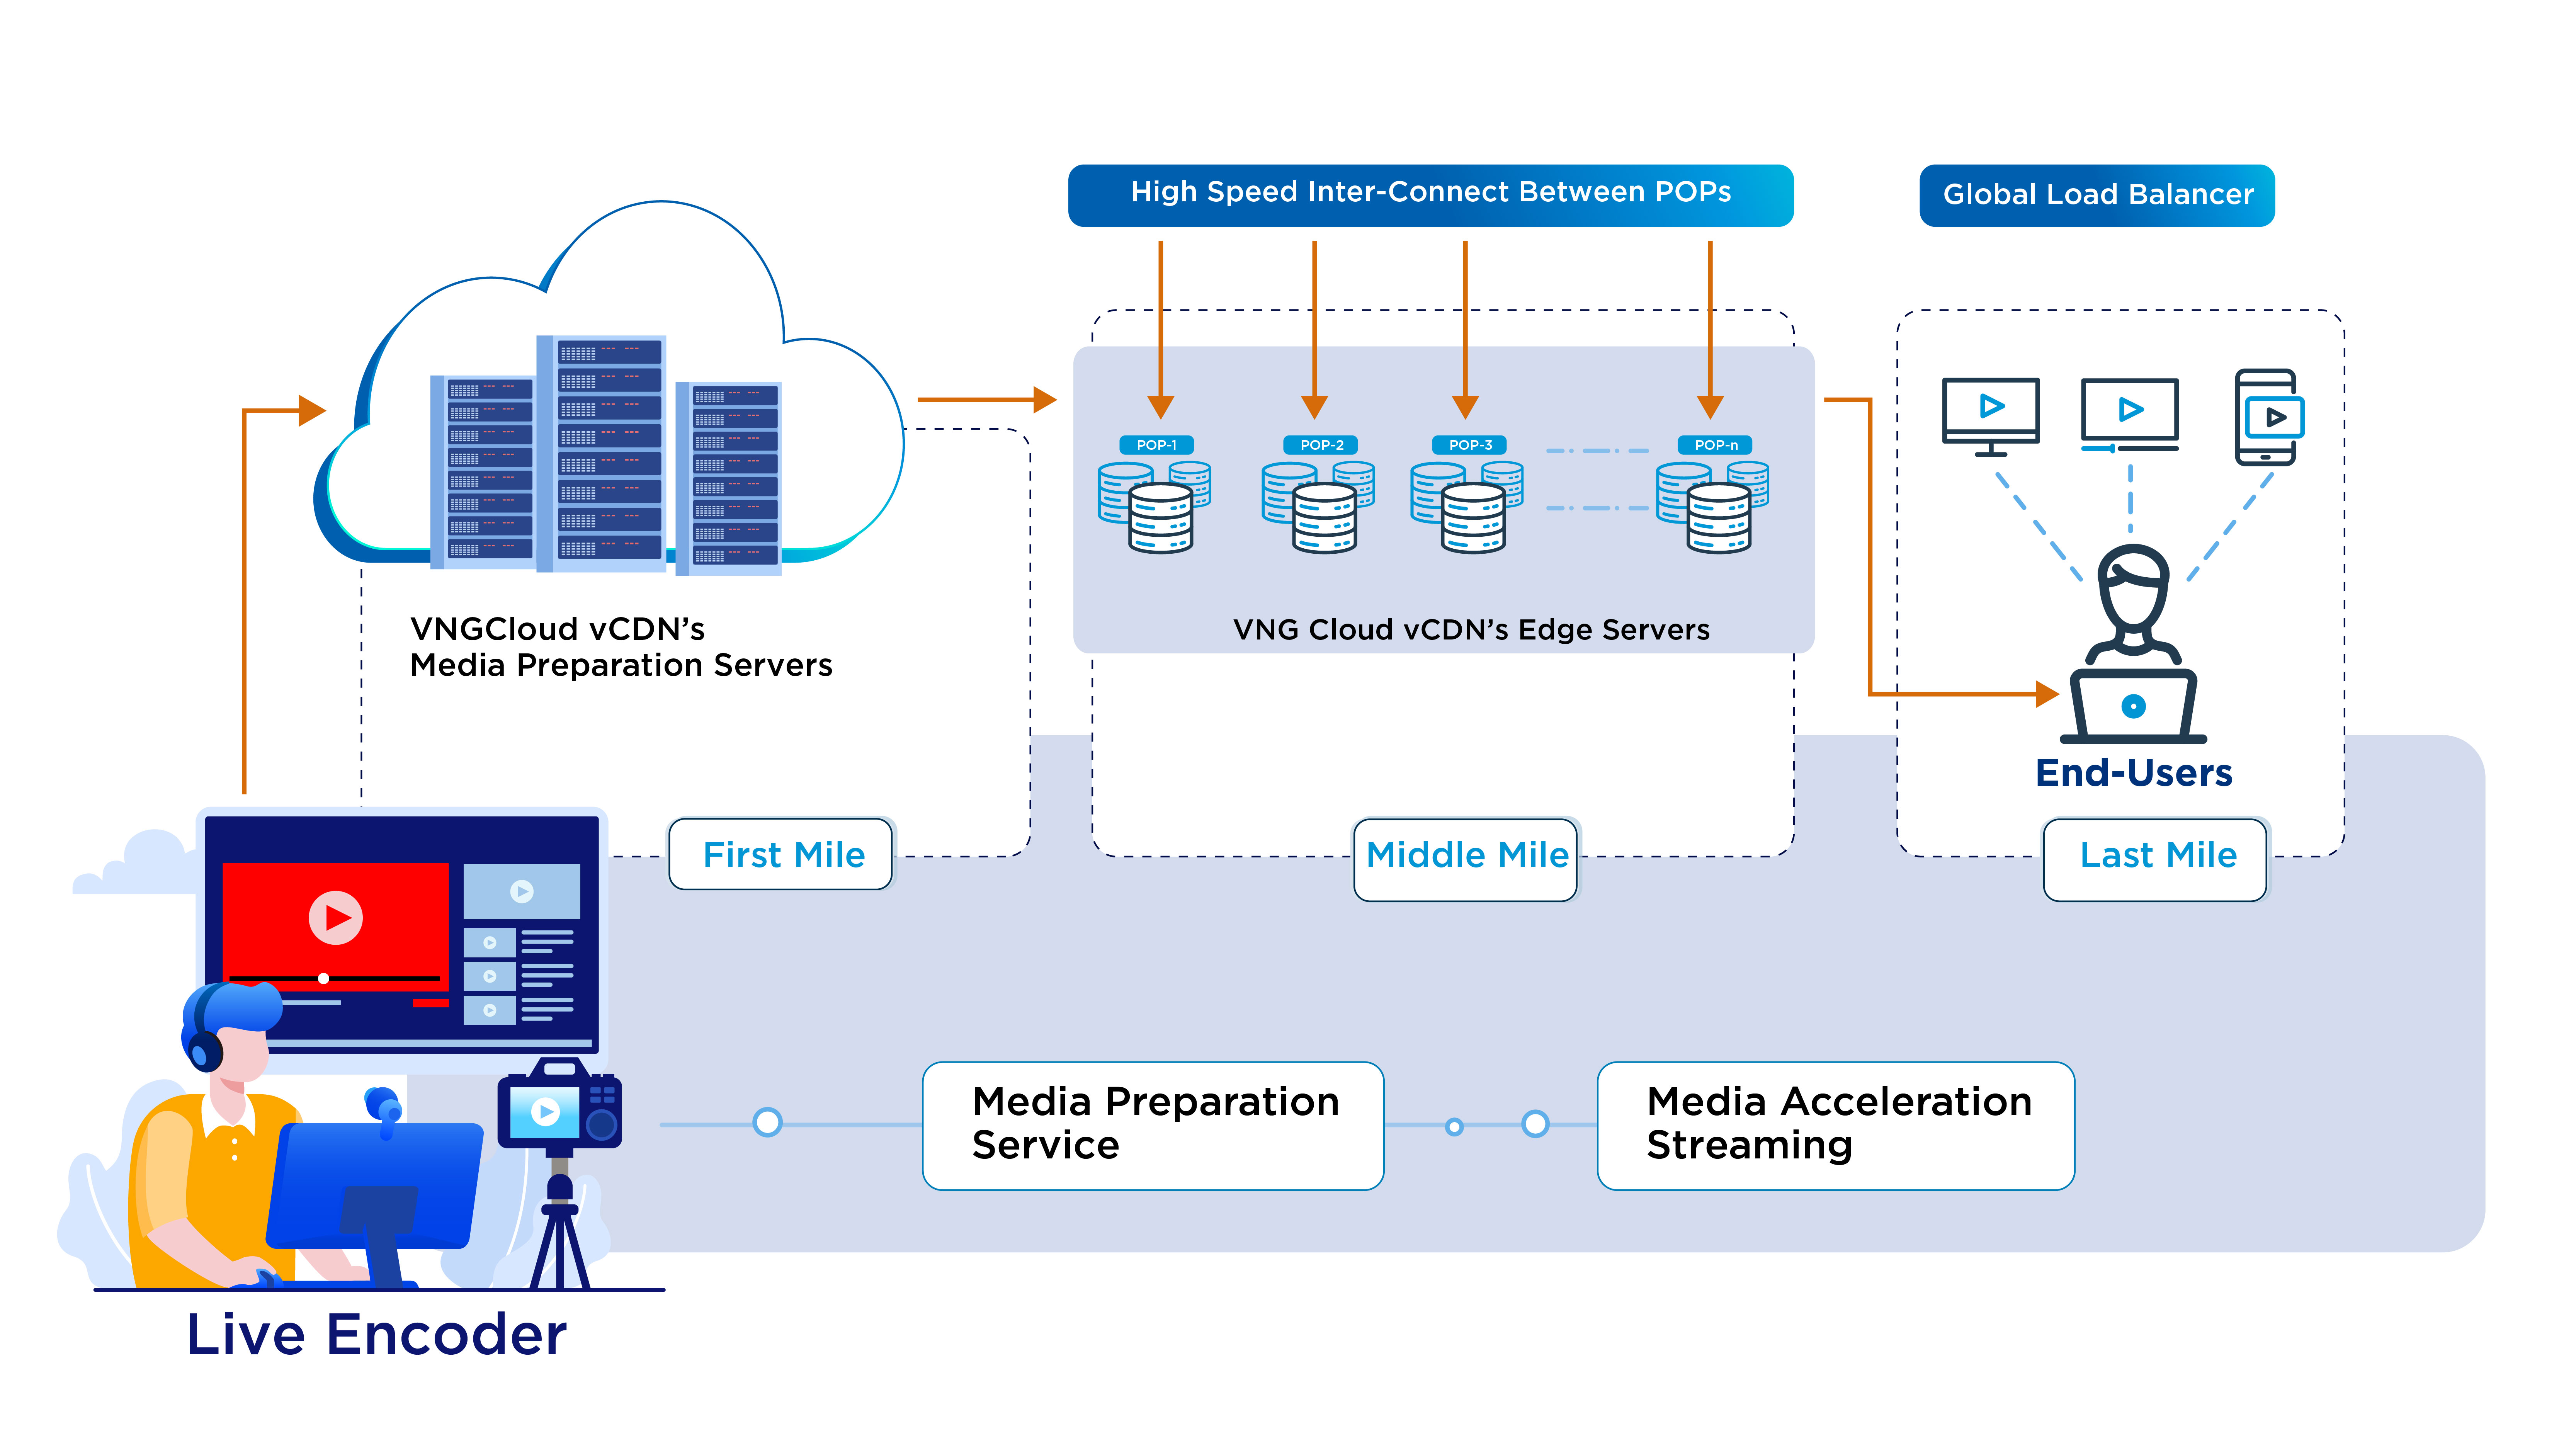 High Speed Inter-Connect Between POPs
Global Load Balancer
POP-1
POP-2
POP-3
POP-n
VNGCloud vCDN’s
Media Preparation Servers
VNG Cloud vCDN’s Edge Servers
End-Users
First Mile
Middle Mile
Last Mile
Media Preparation
Service
Media Acceleration
Streaming
Live Encoder